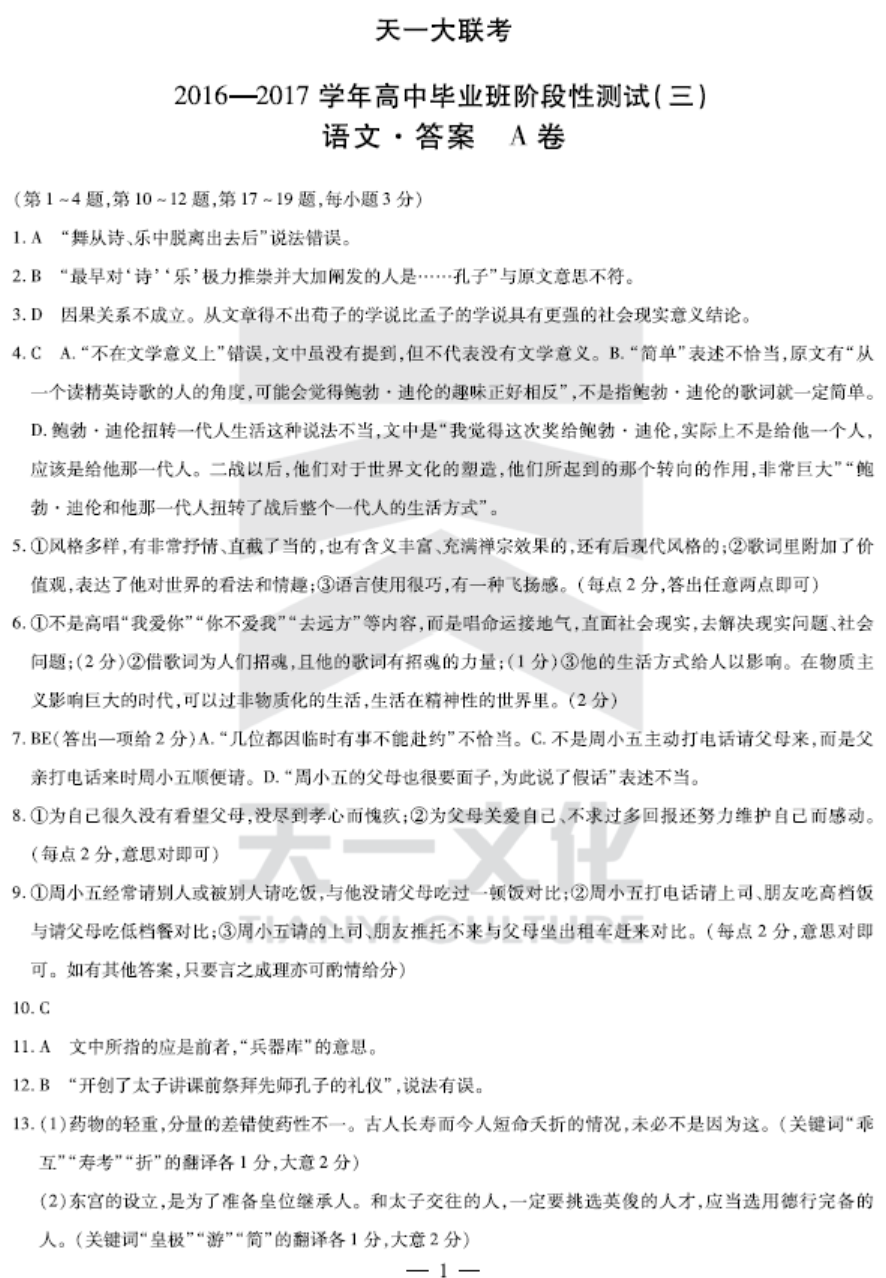 天一大联考
2016—2017 学年高中毕业班阶段性测试(三)
语文·答案　A 卷
(第 1 ~ 4 题,第 10 ~ 12 题,第 17 ~ 19 题,每小题 3 分)
1. A　“舞从诗、乐中脱离出去后”说法错误。
2. B　“最早对‘诗’‘乐’极力推崇并大加阐发的人是……孔子”与原文意思不符。
3. D　因果关系不成立。从文章得不出荀子的学说比孟子的学说具有更强的社会现实意义结论。
4. C　A. “不在文学意义上”错误,文中虽没有提到,但不代表没有文学意义。B. “简单”表述不恰当,原文有“从
一个读精英诗歌的人的角度,可能会觉得鲍勃·迪伦的趣味正好相反”,不是指鲍勃·迪伦的歌词就一定简单。
D. 鲍勃·迪伦扭转一代人生活这种说法不当,文中是“我觉得这次奖给鲍勃·迪伦,实际上不是给他一个人,
应该是给他那一代人。二战以后,他们对于世界文化的塑造,他们所起到的那个转向的作用,非常巨大”“鲍
勃·迪伦和他那一代人扭转了战后整个一代人的生活方式”。
5. ①风格多样,有非常抒情、直截了当的,也有含义丰富、充满禅宗效果的,还有后现代风格的;②歌词里附加了价
值观,表达了他对世界的看法和情趣;③语言使用很巧,有一种飞扬感。(每点 2 分,答出任意两点即可)
6. ①不是高唱“我爱你”“你不爱我”“去远方”等内容,而是唱命运接地气,直面社会现实,去解决现实问题、社会
问题;(2 分)②借歌词为人们招魂,且他的歌词有招魂的力量;(1 分)③他的生活方式给人以影响。在物质主
义影响巨大的时代,可以过非物质化的生活,生活在精神性的世界里。(2 分)
7. BE(答出一项给 2 分)A. “几位都因临时有事不能赴约”不恰当。C. 不是周小五主动打电话请父母来,而是父
亲打电话来时周小五顺便请。D. “周小五的父母也很要面子,为此说了假话”表述不当。
8. ①为自己很久没有看望父母,没尽到孝心而愧疚;②为父母关爱自己、不求过多回报还努力维护自己而感动。
(每点 2 分,意思对即可)
9. ①周小五经常请别人或被别人请吃饭,与他没请父母吃过一顿饭对比;②周小五打电话请上司、朋友吃高档饭
与请父母吃低档餐对比;③周小五请的上司、朋友推托不来与父母坐出租车赶来对比。(每点 2 分,意思对即
可。如有其他答案,只要言之成理亦可酌情给分)
10. C
11. A　文中所指的应是前者,“兵器库”的意思。
12. B　“开创了太子讲课前祭拜先师孔子的礼仪”,说法有误。
13. (1)药物的轻重,分量的差错使药性不一。古人长寿而今人短命夭折的情况,未必不是因为这。(关键词“乖
互”“寿考”“折”的翻译各 1 分,大意 2 分)
(2)东宫的设立,是为了准备皇位继承人。和太子交往的人,一定要挑选英俊的人才,应当选用德行完备的
人。(关键词“皇极”“游”“简”的翻译各 1 分,大意 2 分)
— 1 —
天一文化
TIANYI CULTURE